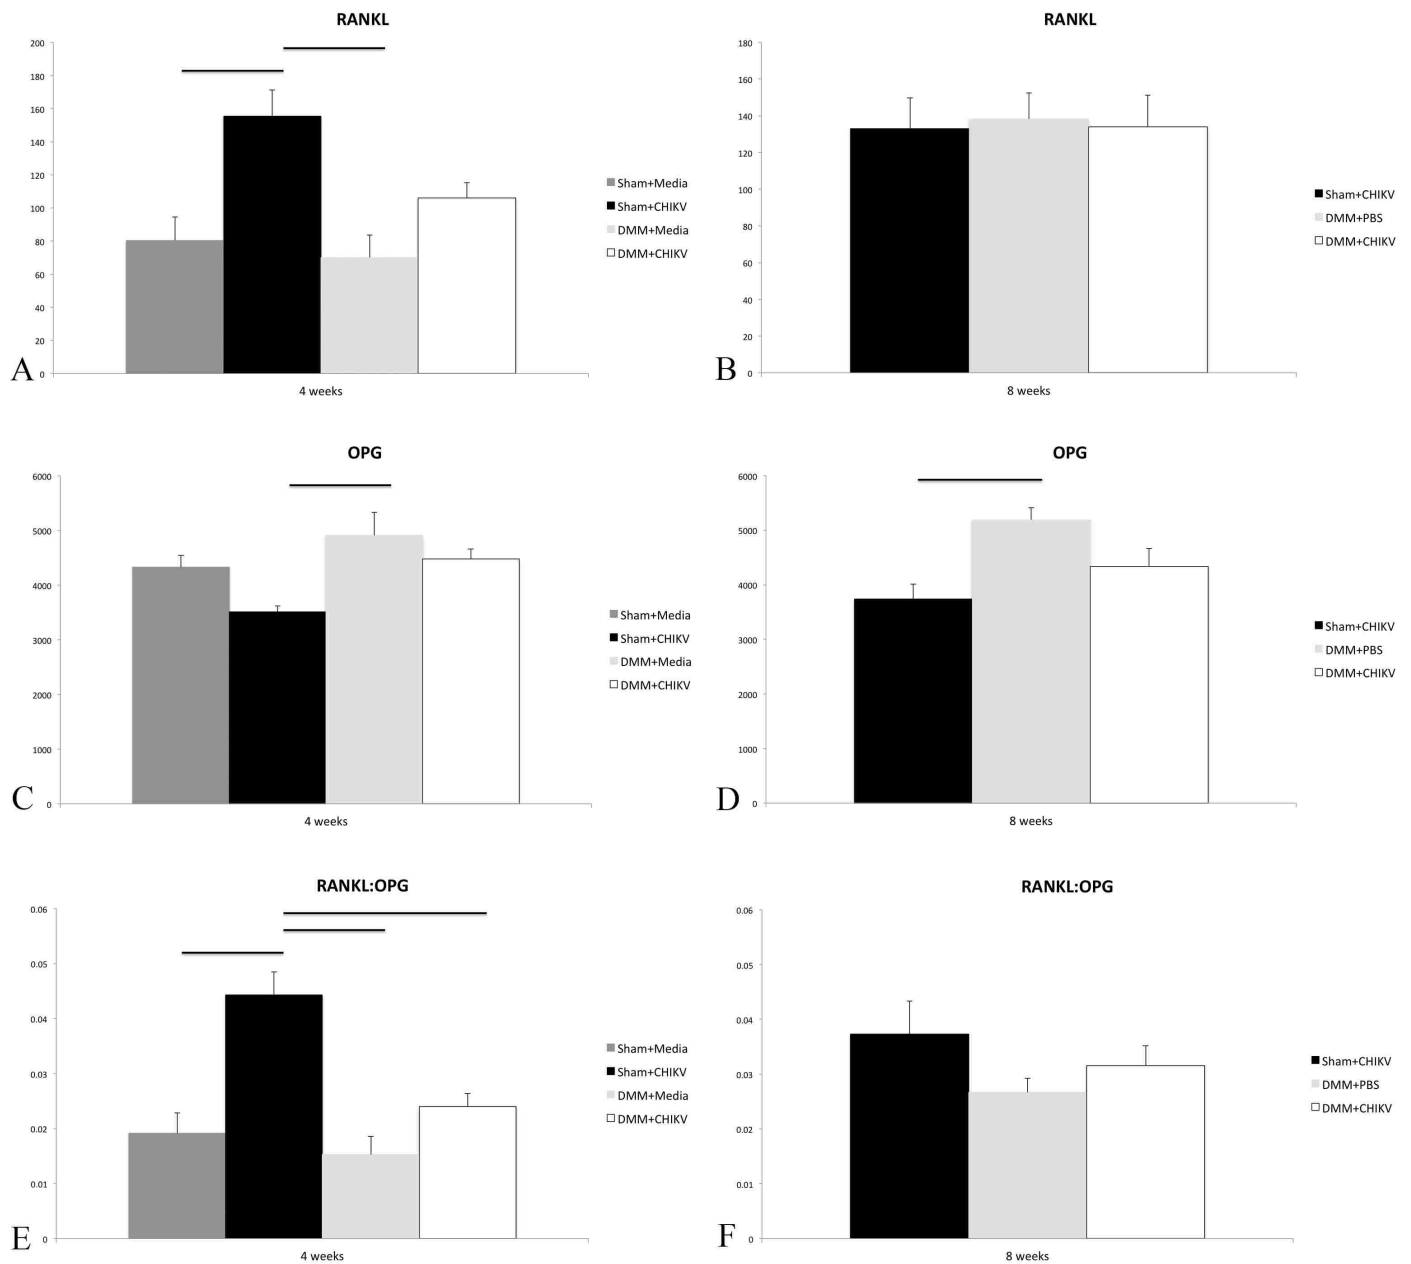 RANKL
200
180
160
140
120
100
80
60
40
20
0
Sham+Media
Sham+CHIKV
DMM+Media
DMM+CHIKV
A
4 weeks
RANKL
180
160
140
120
100
80
60
40
20
0
Sham+CHIKV
DMM+PBS
DMM+CHIKV
B
8 weeks
OPG
6000
5000
4000
3000
2000
1000
0
Sham+Media
Sham+CHIKV
DMM+Media
DMM+CHIKV
C
4 weeks
OPG
6000
5000
4000
3000
2000
1000
0
Sham+CHIKV
DMM+PBS
DMM+CHIKV
D
8 weeks
RANKL:OPG
0.06
0.05
0.04
0.03
0.02
0.01
0
Sham+Media
Sham+CHIKV
DMM+Media
DMM+CHIKV
E
4 weeks
RANKL:OPG
0.06
0.05
0.04
0.03
0.02
0.01
0
Sham+CHIKV
DMM+PBS
DMM+CHIKV
F
8 weeks